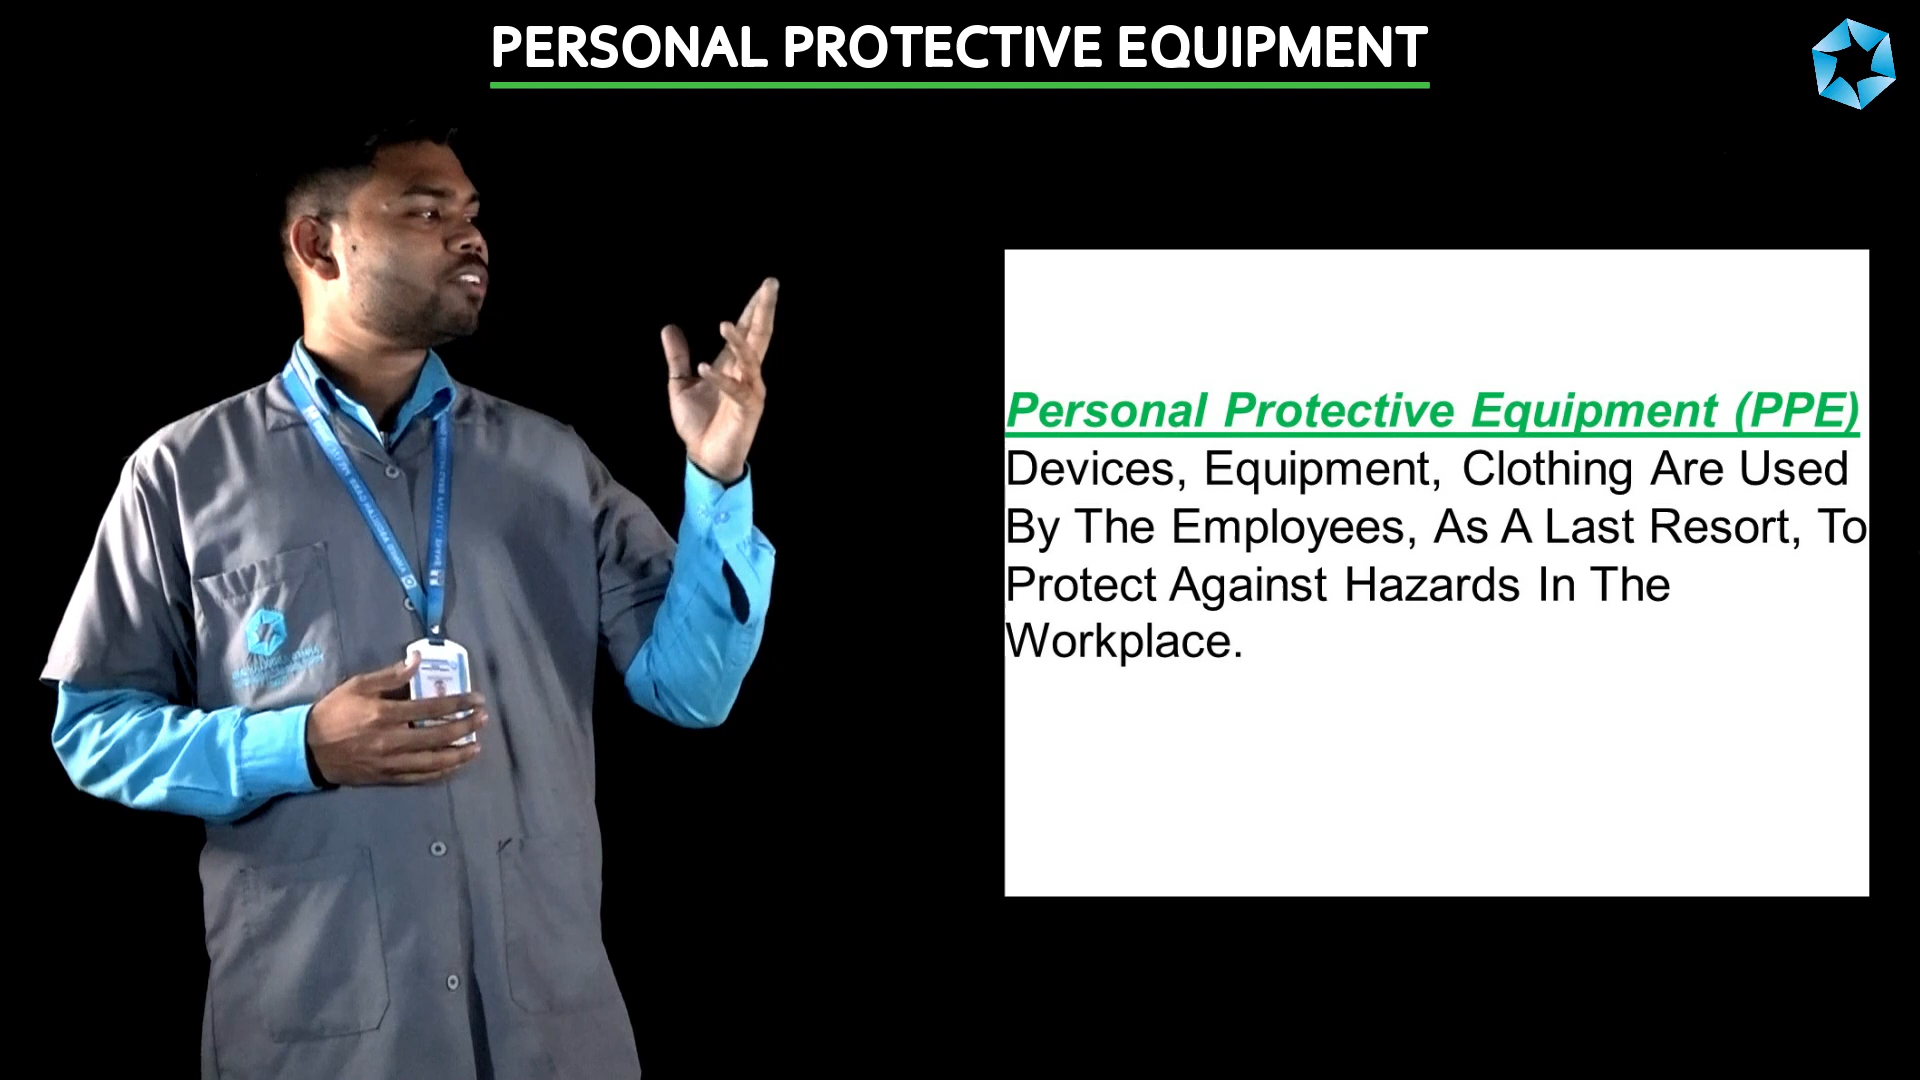 PERSONAL PROTECTIVE EQUIPMENT
Personal Protective Equipment (PPE)
Devices, Equipment, Clothing Are Used
By The Employees, As A Last Resort, To
Protect Against Hazards In The
Workplace.